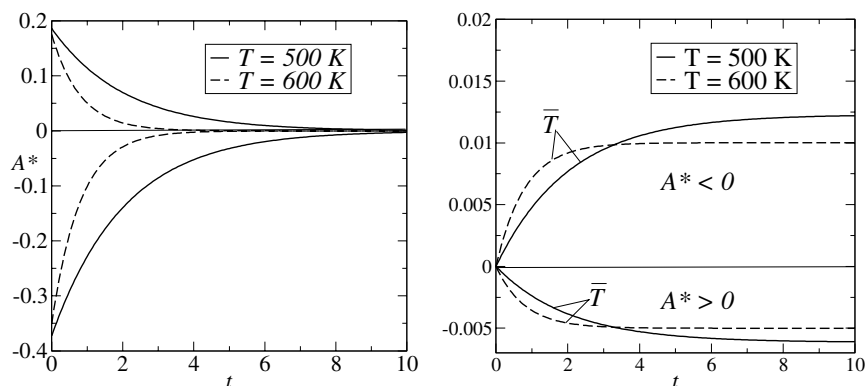 0.2
0.1
0
-0.1
-0.2
-0.3
-0.4
A*
T = 500 K
T = 600 K
0 2 4 6 8 10
t
0.02
0.015
0.01
0.005
0
-0.005
T = 500 K
T = 600 K
T̅
A* < 0
T̅
A* > 0
0 2 4 6 8 10
t